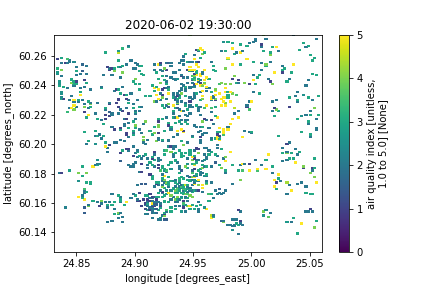 2020-06-02 19:30:00
60.26
60.24
60.22
60.20
60.18
60.16
60.14
latitude [degrees_north]
24.85 24.90 24.95 25.00 25.05
longitude [degrees_east]
5
4
3
2
1
0
air quality index [unitless,
1.0 to 5.0] [None]